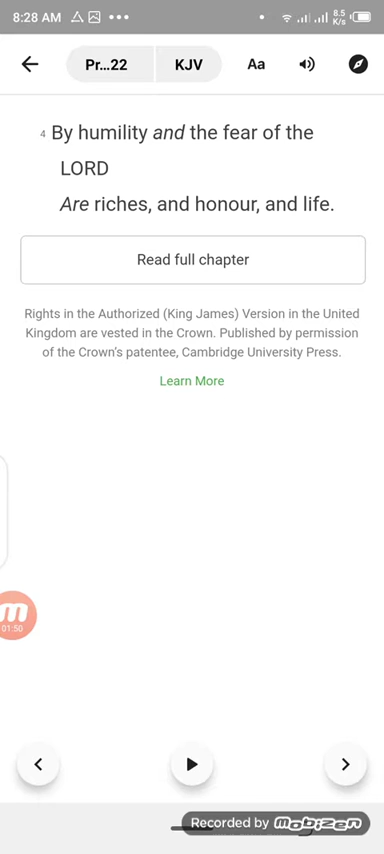 8:28 AM
8.5
K/s
Pr...22 KJV Aa
4 By humility and the fear of the
LORD
Are riches, and honour, and life.
Read full chapter
Rights in the Authorized (King James) Version in the United
Kingdom are vested in the Crown. Published by permission
of the Crown's patentee, Cambridge University Press.
Learn More
01:50
Recorded by mobizen